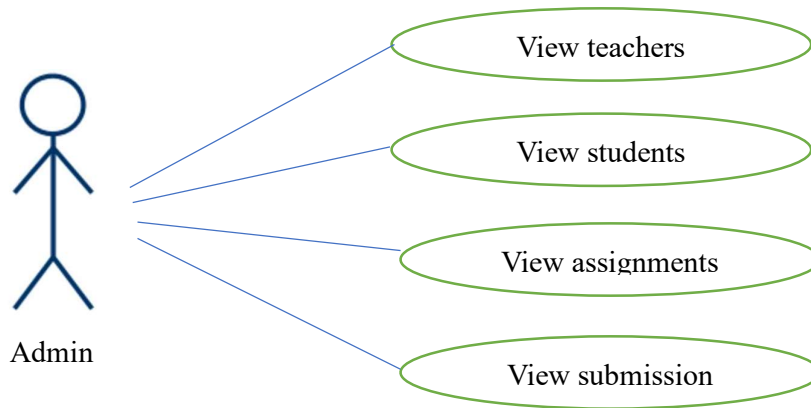 View teachers
View students
View assignments
Admin
View submission